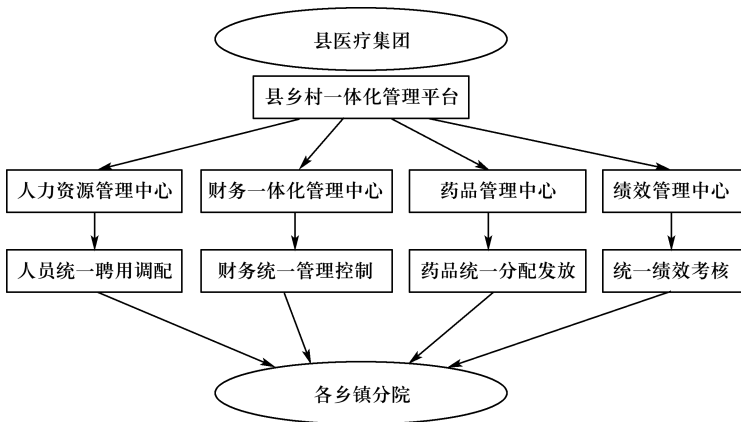 县医疗集团
县乡村一体化管理平台
人力资源管理中心
财务一体化管理中心
药品管理中心
绩效管理中心
人员统一聘用调配
财务统一管理控制
药品统一分配发放
统一绩效考核
各乡镇分院